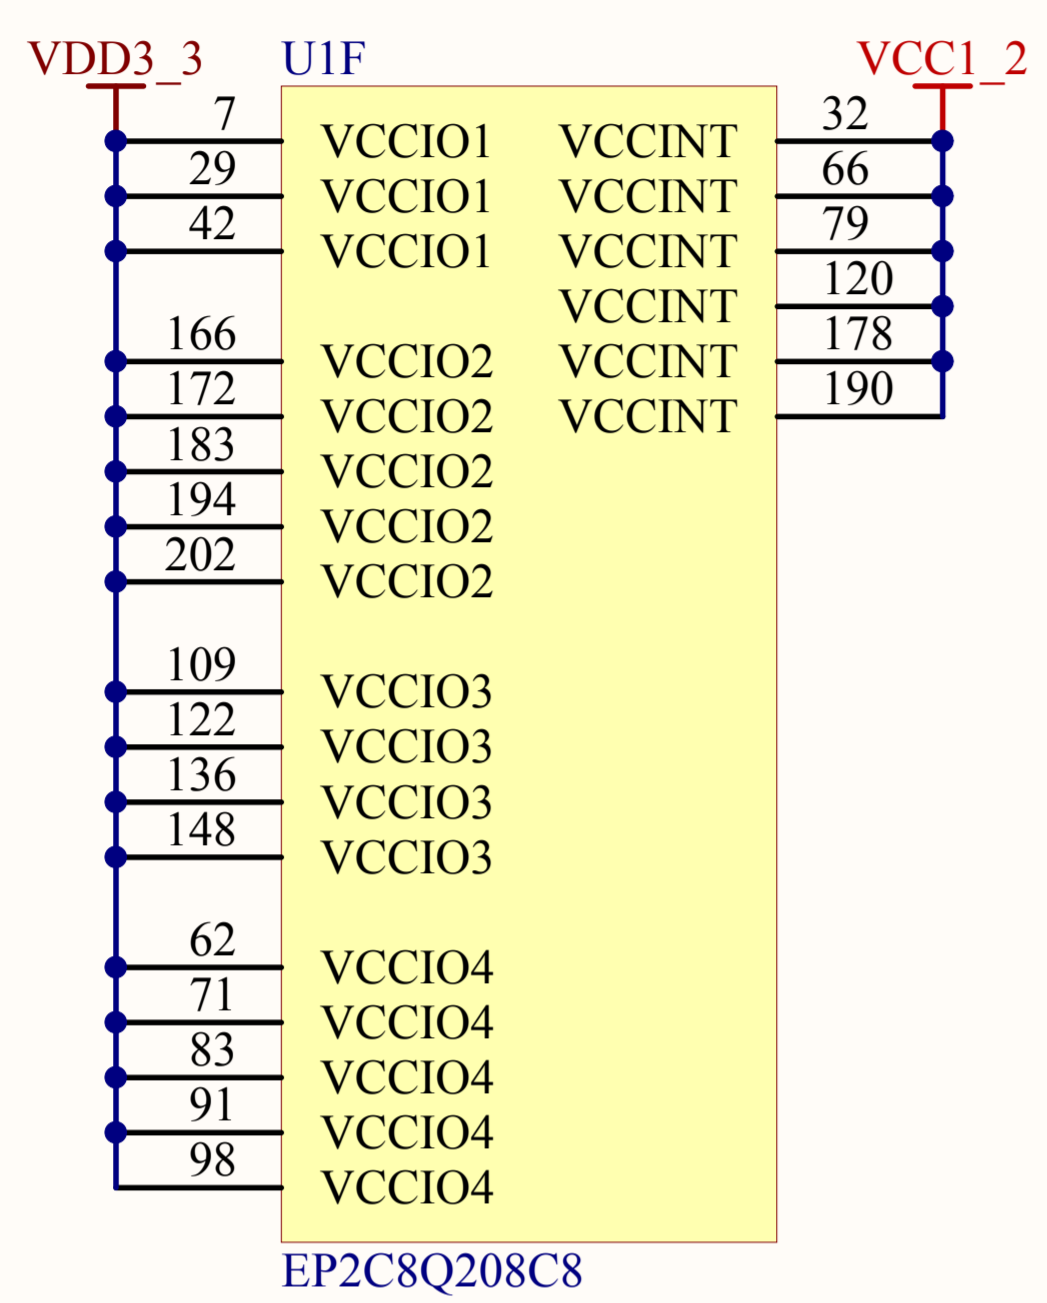 VDD3_3 U1F VCC1_2
7 VCCIO1 VCCINT 32
29 VCCIO1 VCCINT 66
42 VCCIO1 VCCINT 79
VCCINT 120
166 VCCIO2 VCCINT 178
172 VCCIO2 VCCINT 190
183 VCCIO2
194 VCCIO2
202 VCCIO2
109 VCCIO3
122 VCCIO3
136 VCCIO3
148 VCCIO3
62 VCCIO4
71 VCCIO4
83 VCCIO4
91 VCCIO4
98 VCCIO4
EP2C8Q208C8